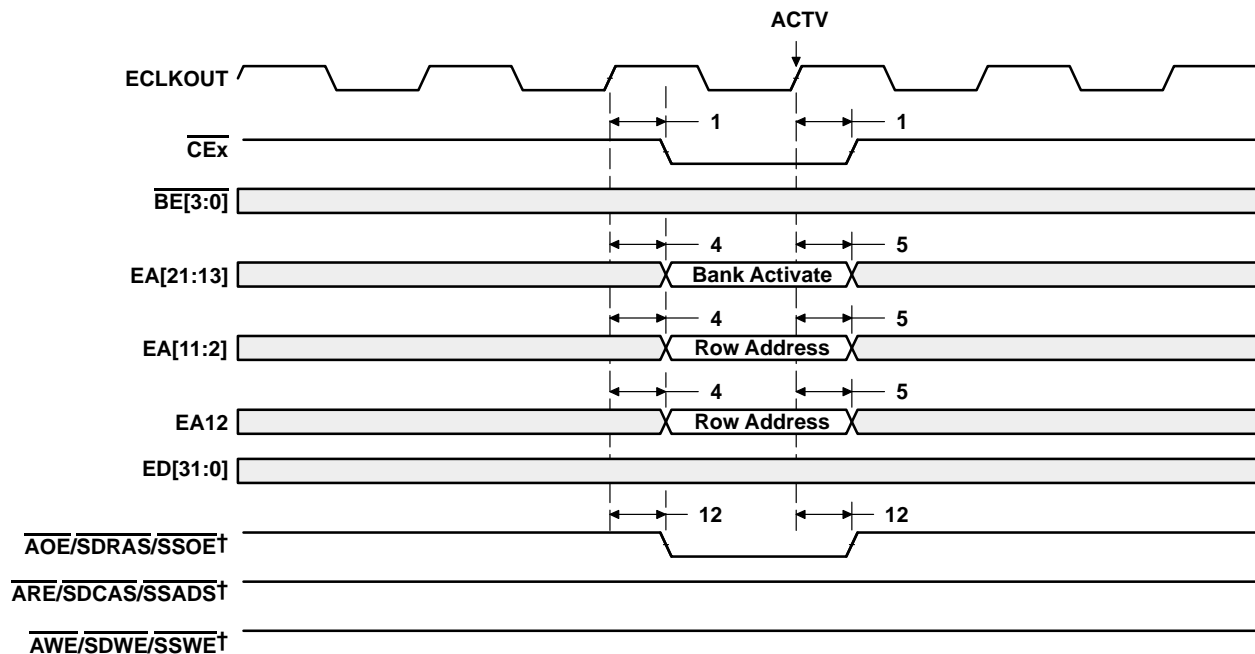 ACTV
ECLKOUT
1 1
CEx
BE[3:0]
4 5
EA[21:13] Bank Activate
4 5
EA[11:2] Row Address
4 5
EA12 Row Address
ED[31:0]
12 12
AOE/SDRAS/SSOE†
ARE/SDCAS/SSADS†
AWE/SDWE/SSWE†